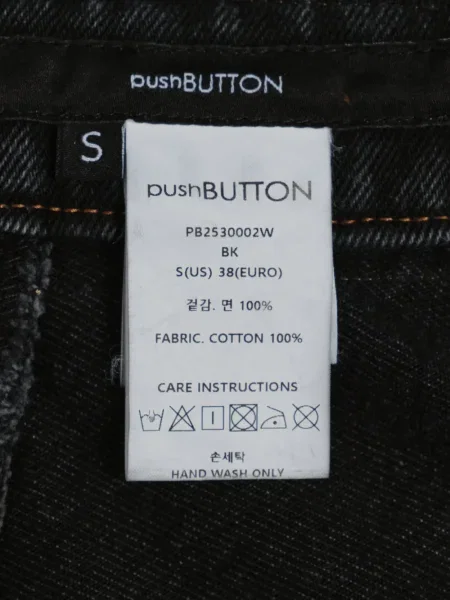 pushBUTTON
S
pushBUTTON
PB2530002W
BK
S(US) 38(EURO)
겉감. 면 100%
FABRIC. COTTON 100%
CARE INSTRUCTIONS
손세탁
HAND WASH ONLY